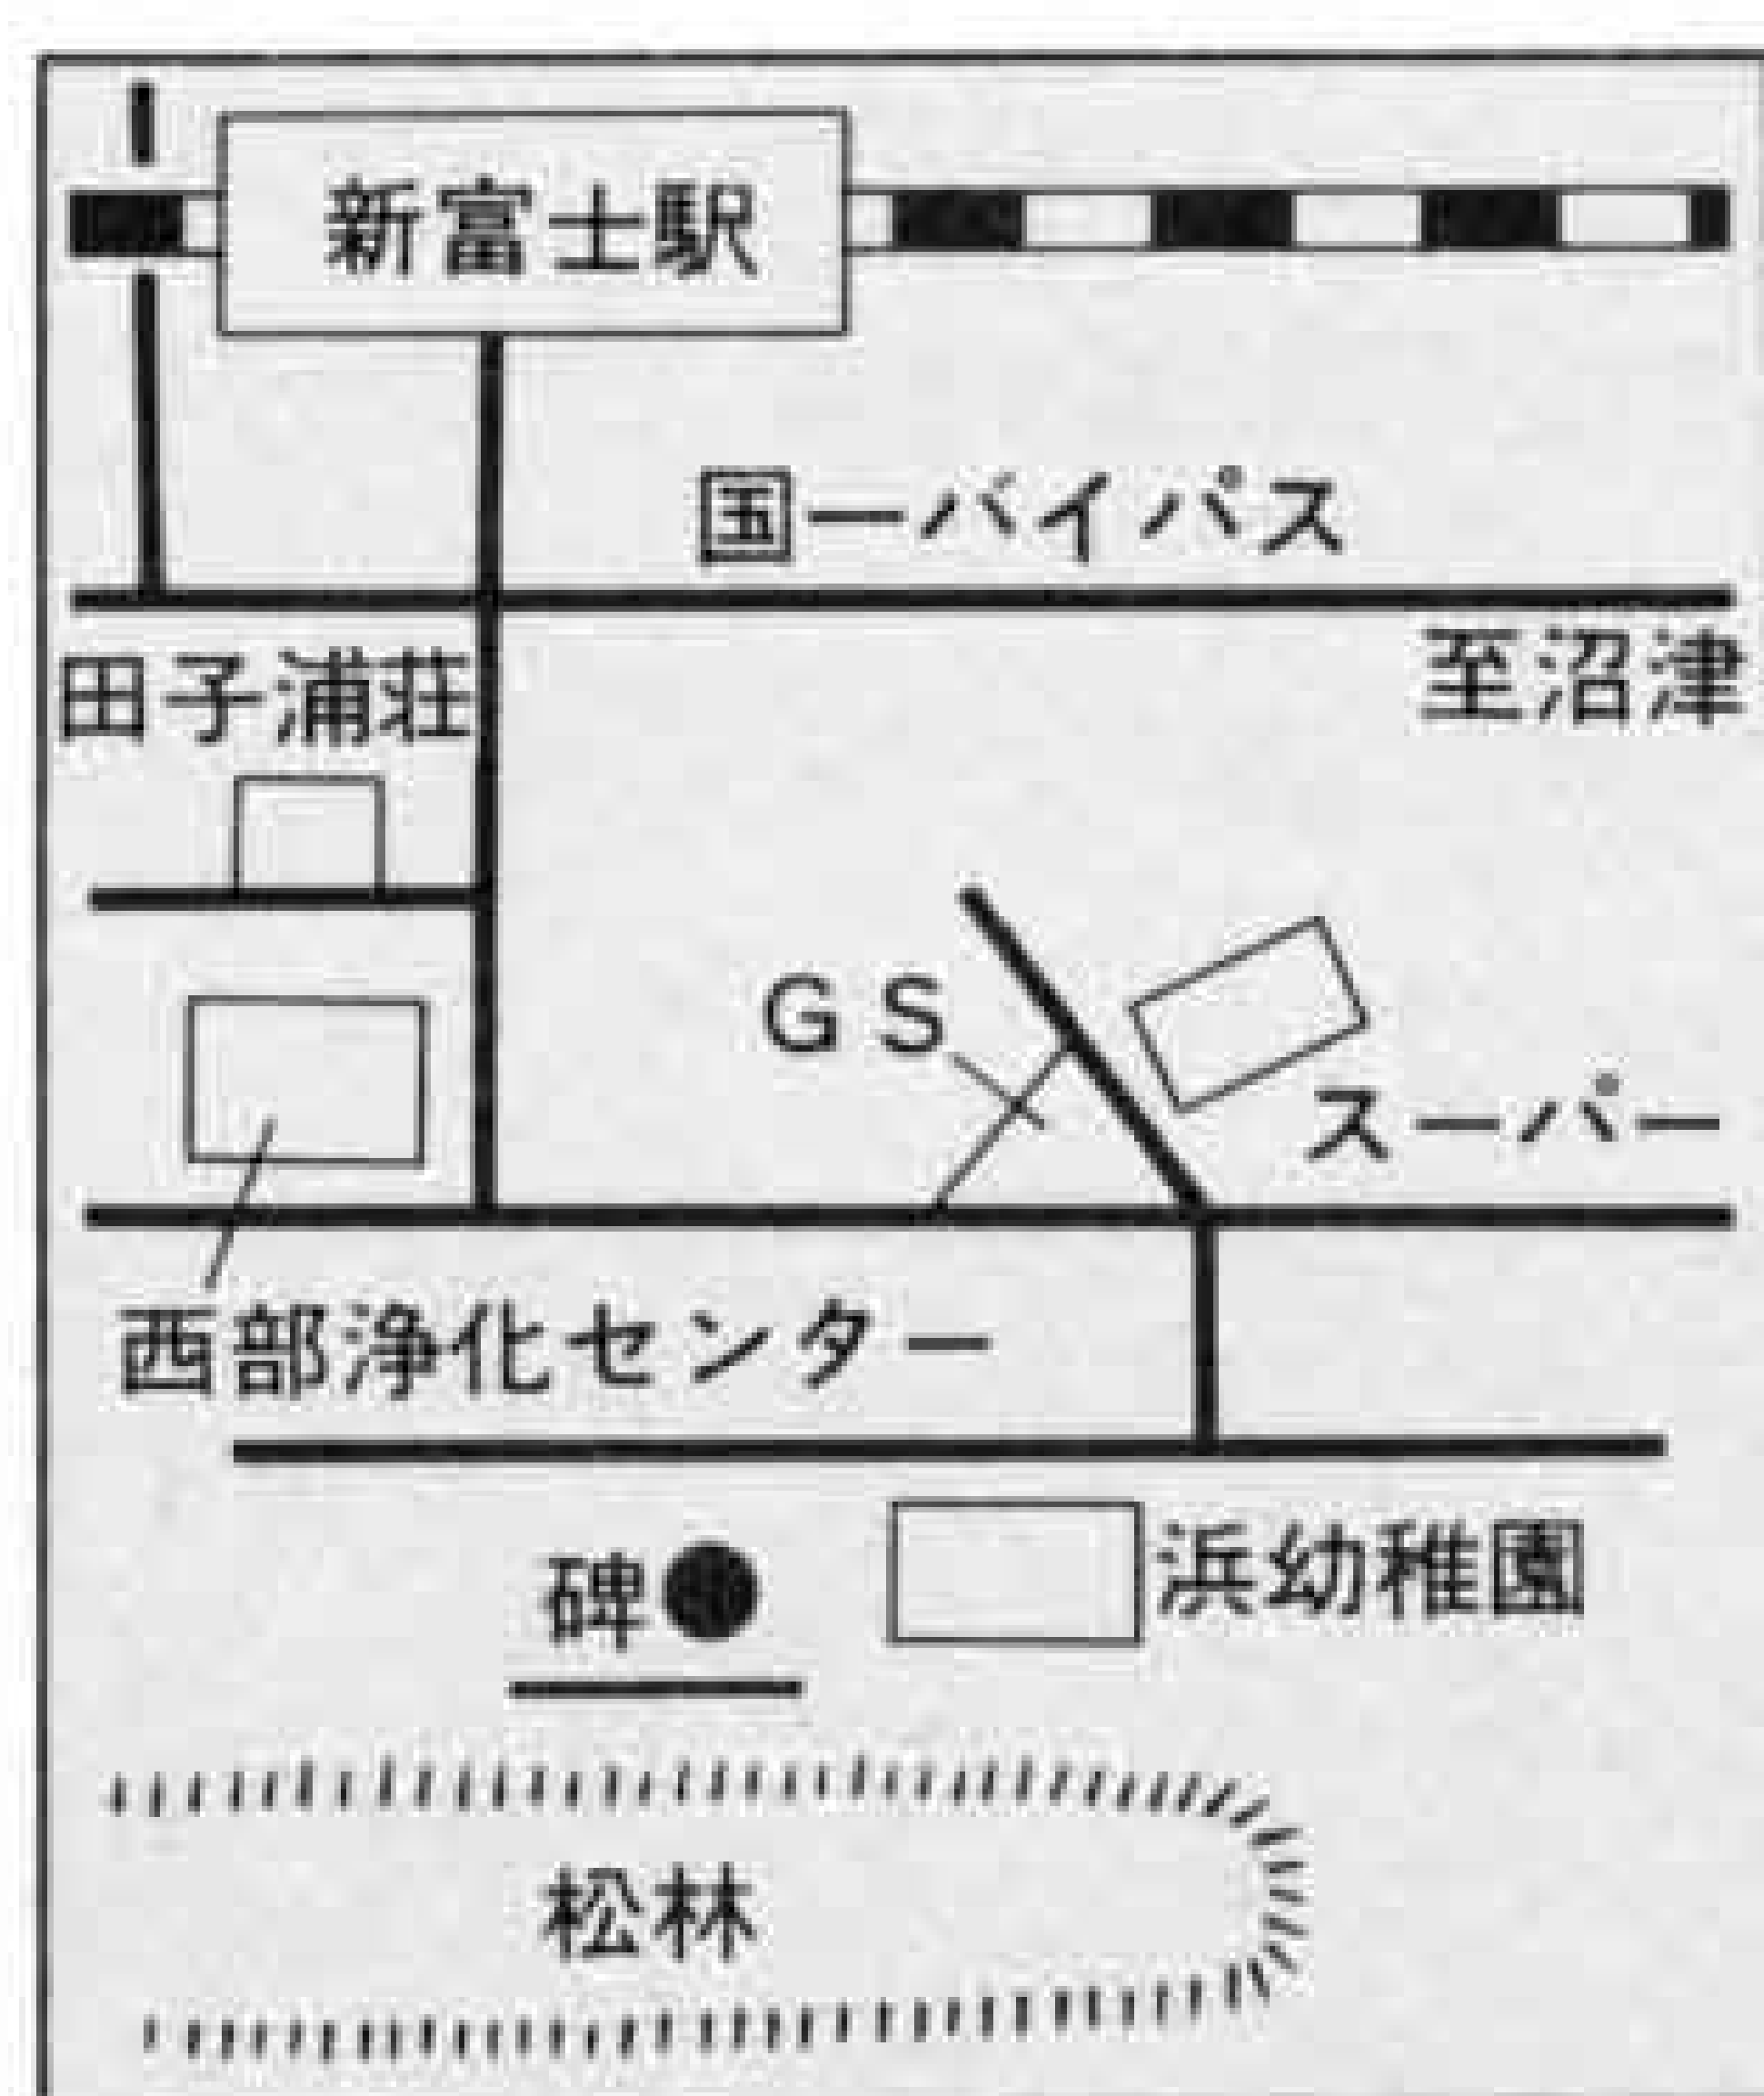 新富士駅
国一バイパス
至沼津
田子浦荘
GS
スーパー
西部浄化センター
碑
浜幼稚園
松林